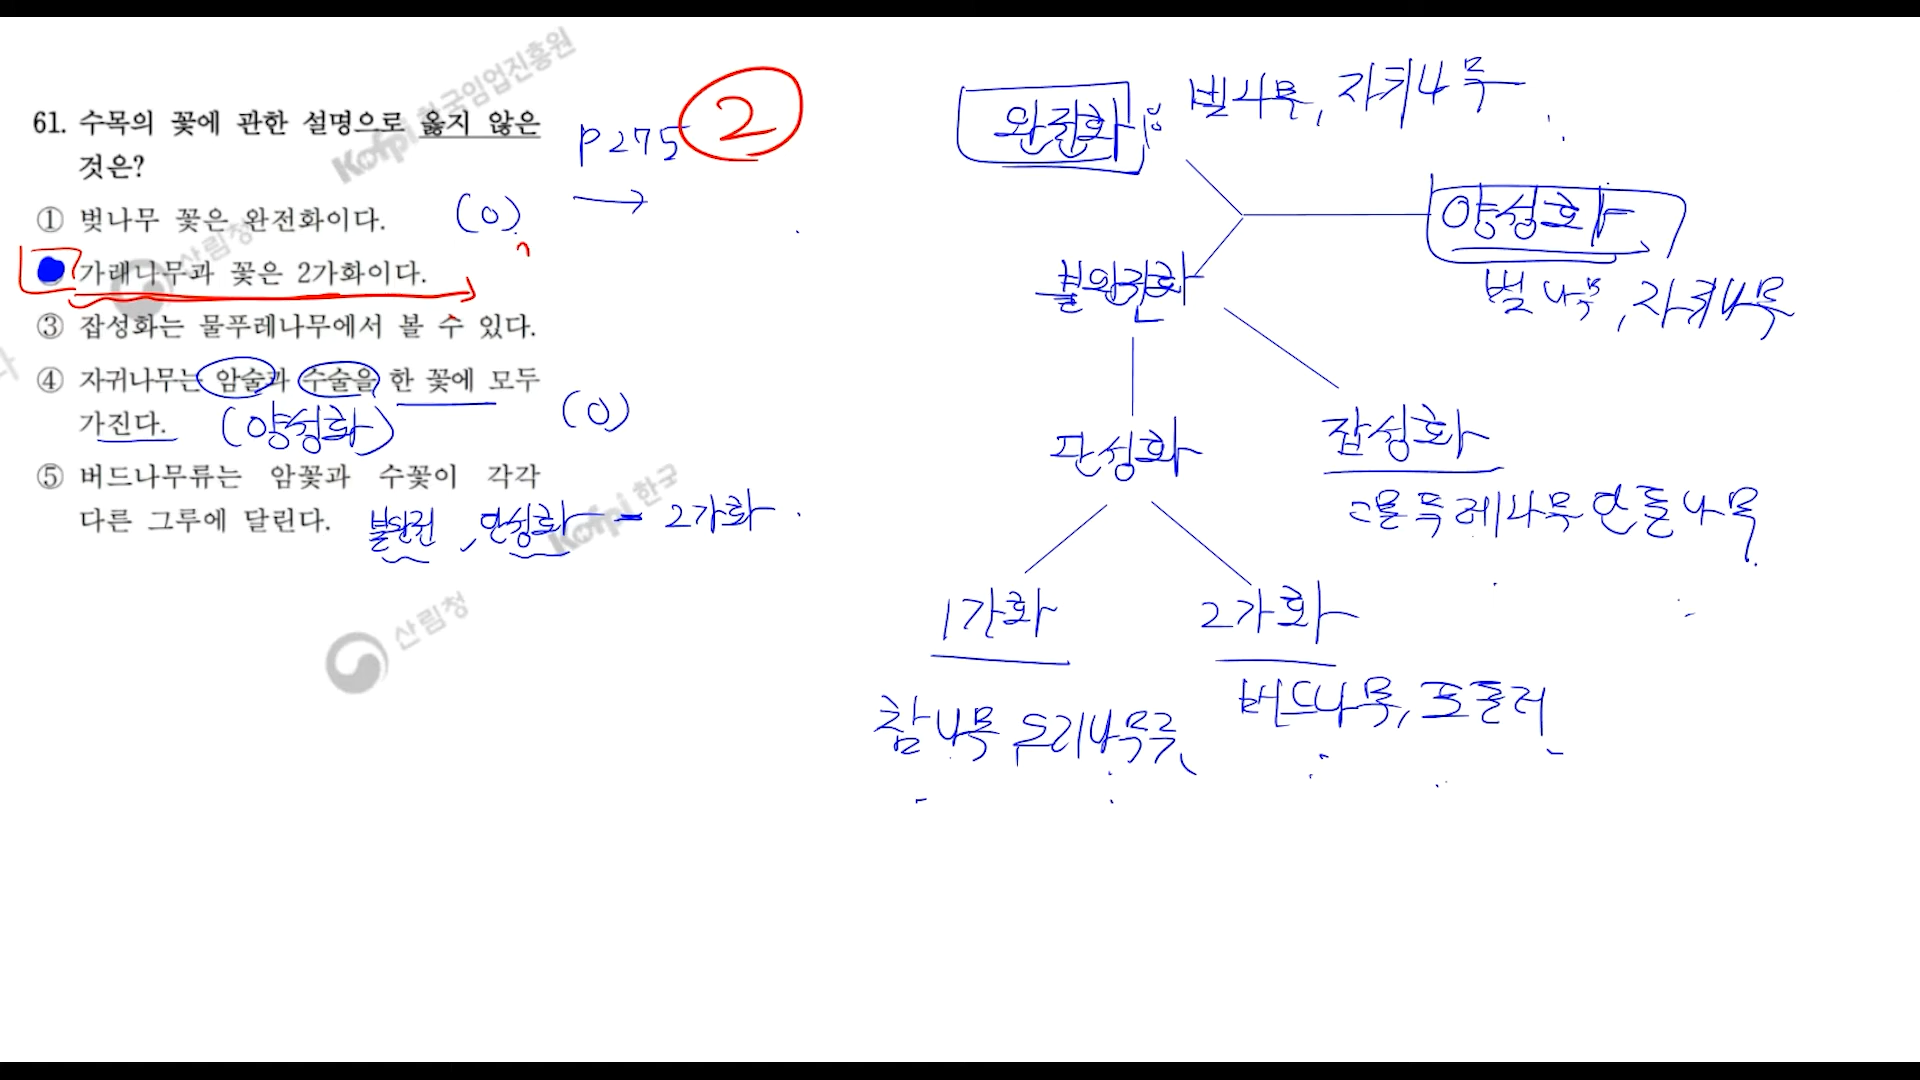 61. 수목의 꽃에 관한 설명으로 옳지 않은
것은?
① 벚나무 꽃은 완전화이다. (O)
가래나무과 꽃은 2가화이다.
③ 잡성화는 물푸레나무에서 볼 수 있다.
④ 자귀나무는 암술과 수술을 한 꽃에 모두
가진다. (양성화) (O)
⑤ 버드나무류는 암꽃과 수꽃이 각각
다른 그루에 달린다. 불완전, 단성화 - 2가화
P275 2
완전화 : 벚나무, 자귀나무
양성화
벚나무, 자귀나무
불완전화
단성화
잡성화
물푸레나무 단풍나무
1가화
2가화
참나무 오리나무류
버드나무, 포플러
Kofpi 한국임업진흥원
산림청
Kofpi 한국
산림청